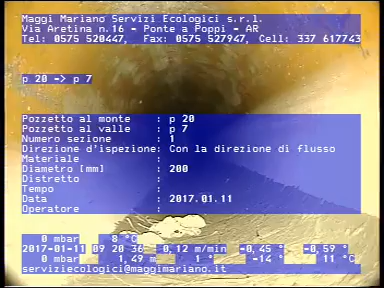 Maggi Mariano Servizi Ecologici s.r.l.
Via Aretina n.16 - Ponte a Poppi - AR
Tel: 0575 520447, Fax: 0575 527947, Cell: 337 617743
p 20 -> p 7
Pozzetto al monte : p 20
Pozzetto al valle : p 7
Numero sezione : 1
Direzione d'ispezione: Con la direzione di flusso
Materiale :
Diametro [mm] : 200
Distretto :
Tempo :
Data : 2017.01.11
Operatore :
0 mbar 8 °C
2017-01-11 09 20 36 0,12 m/min -0,45 ° -0,59 °
0 mbar 1,49 m 1 ° -14 ° 11 °C
serviziecologici@maggimariano.it